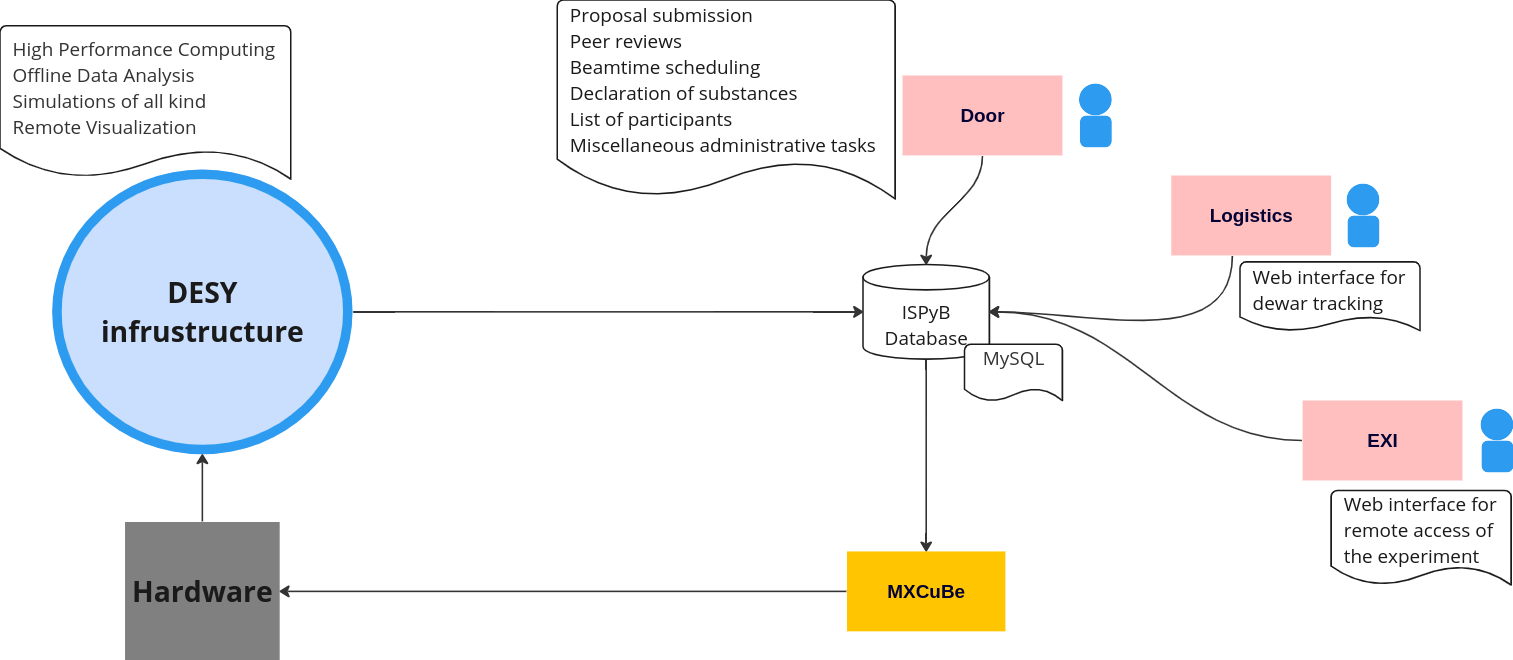 High Performance Computing
Offline Data Analysis
Simulations of all kind
Remote Visualization
Proposal submission
Peer reviews
Beamtime scheduling
Declaration of substances
List of participants
Miscellaneous administrative tasks
Door
Logistics
Web interface for
dewar tracking
DESY
infrustructure
ISPyB
Database
MySQL
EXI
Web interface for
remote access of
the experiment
Hardware
MXCuBe